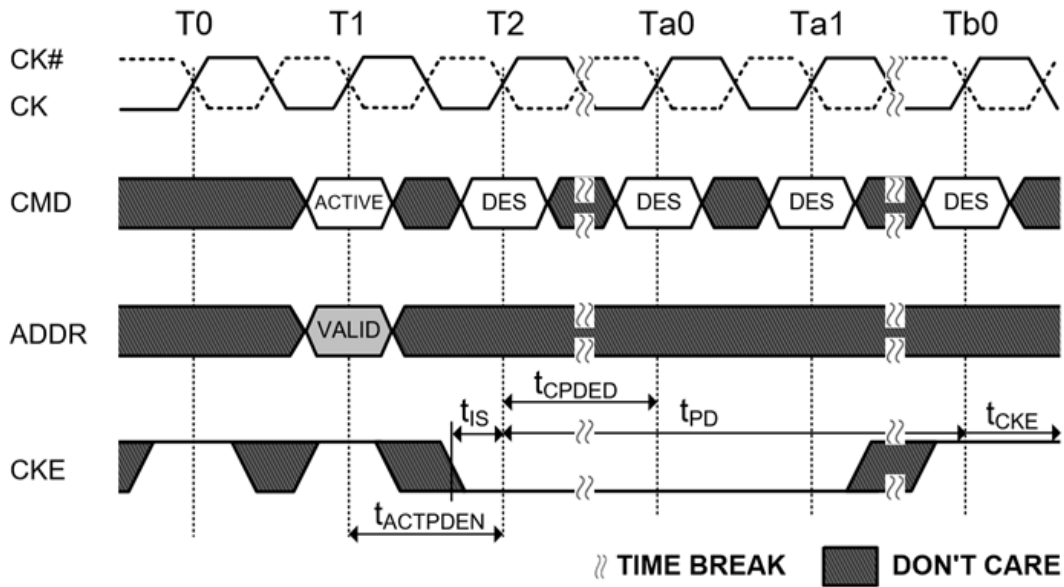 T0 T1 T2 Ta0 Ta1 Tb0
CK#
CK
CMD ACTIVE DES DES DES DES
ADDR VALID
tCPDED
tIS tPD tCKE
CKE
tACTPDEN
TIME BREAK DON'T CARE